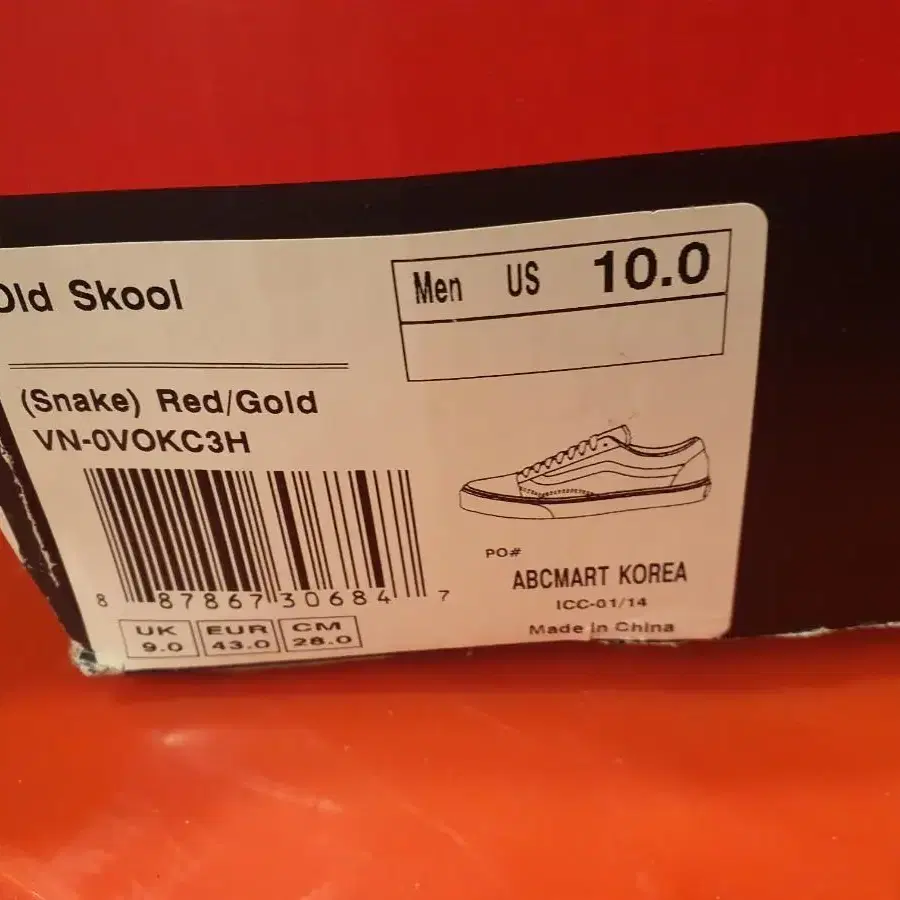 Old Skool
Men US 10.0
(Snake) Red/Gold
VN-0VOKC3H
8 87867 30684 7
UK EUR CM
9.0 43.0 28.0
PO#
ABCMART KOREA
ICC-01/14
Made in China